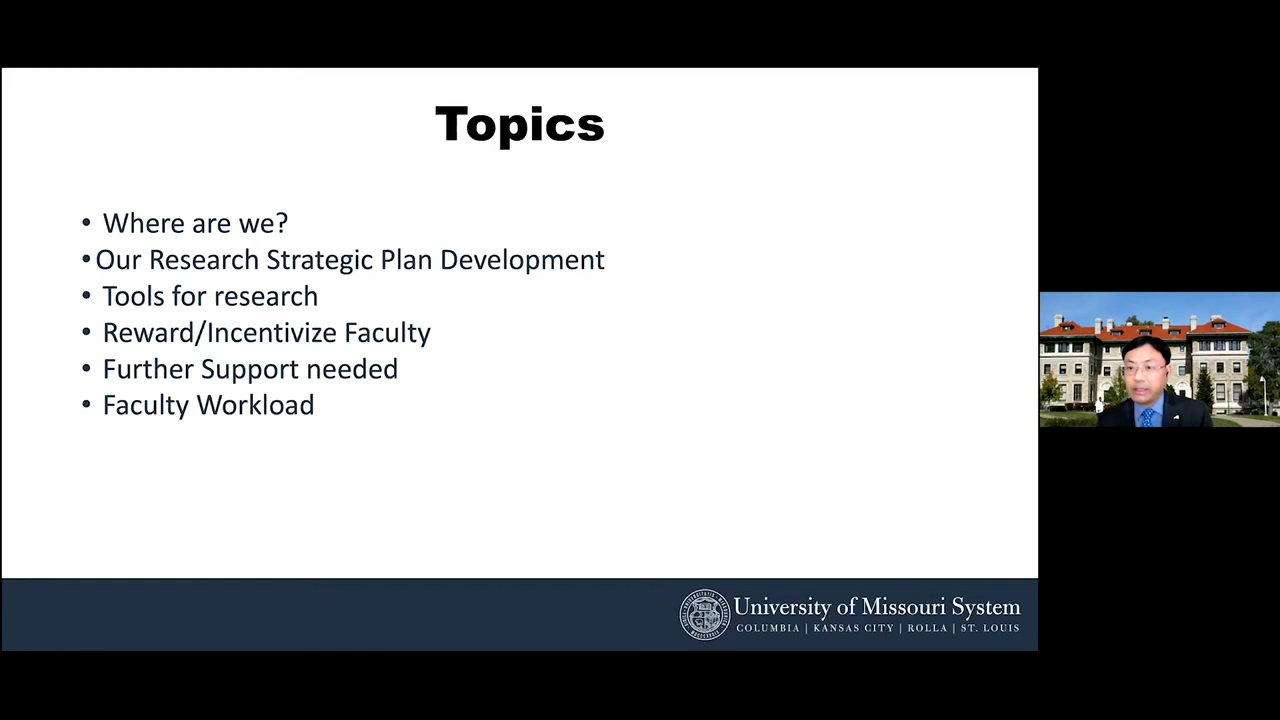 Topics
• Where are we?
• Our Research Strategic Plan Development
• Tools for research
• Reward/Incentivize Faculty
• Further Support needed
• Faculty Workload
University of Missouri System
COLUMBIA | KANSAS CITY | ROLLA | ST. LOUIS